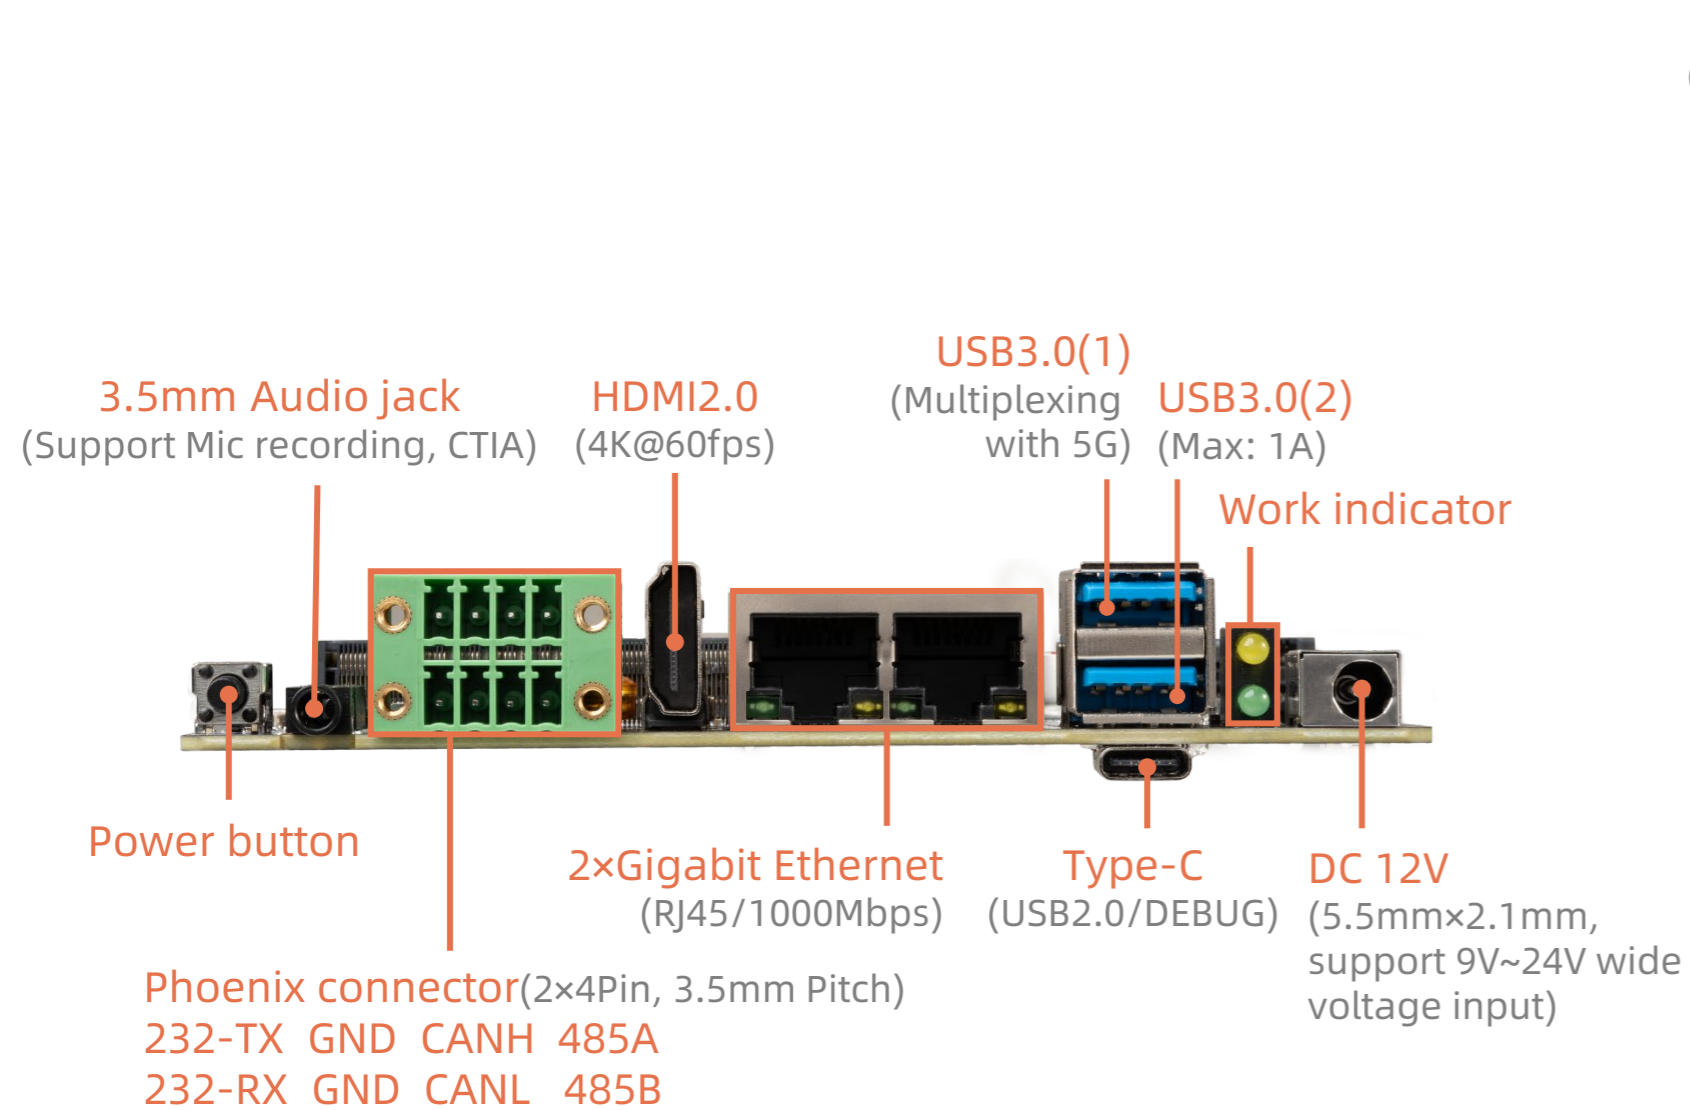 USB3.0(1)
(Multiplexing
with 5G)
3.5mm Audio jack
(Support Mic recording, CTIA)
HDMI2.0
(4K@60fps)
USB3.0(2)
(Max: 1A)
Work indicator
Power button
2×Gigabit Ethernet
(RJ45/1000Mbps)
Type-C
(USB2.0/DEBUG)
DC 12V
(5.5mm×2.1mm,
support 9V~24V wide
voltage input)
Phoenix connector(2×4Pin, 3.5mm Pitch)
232-TX GND CANH 485A
232-RX GND CANL 485B